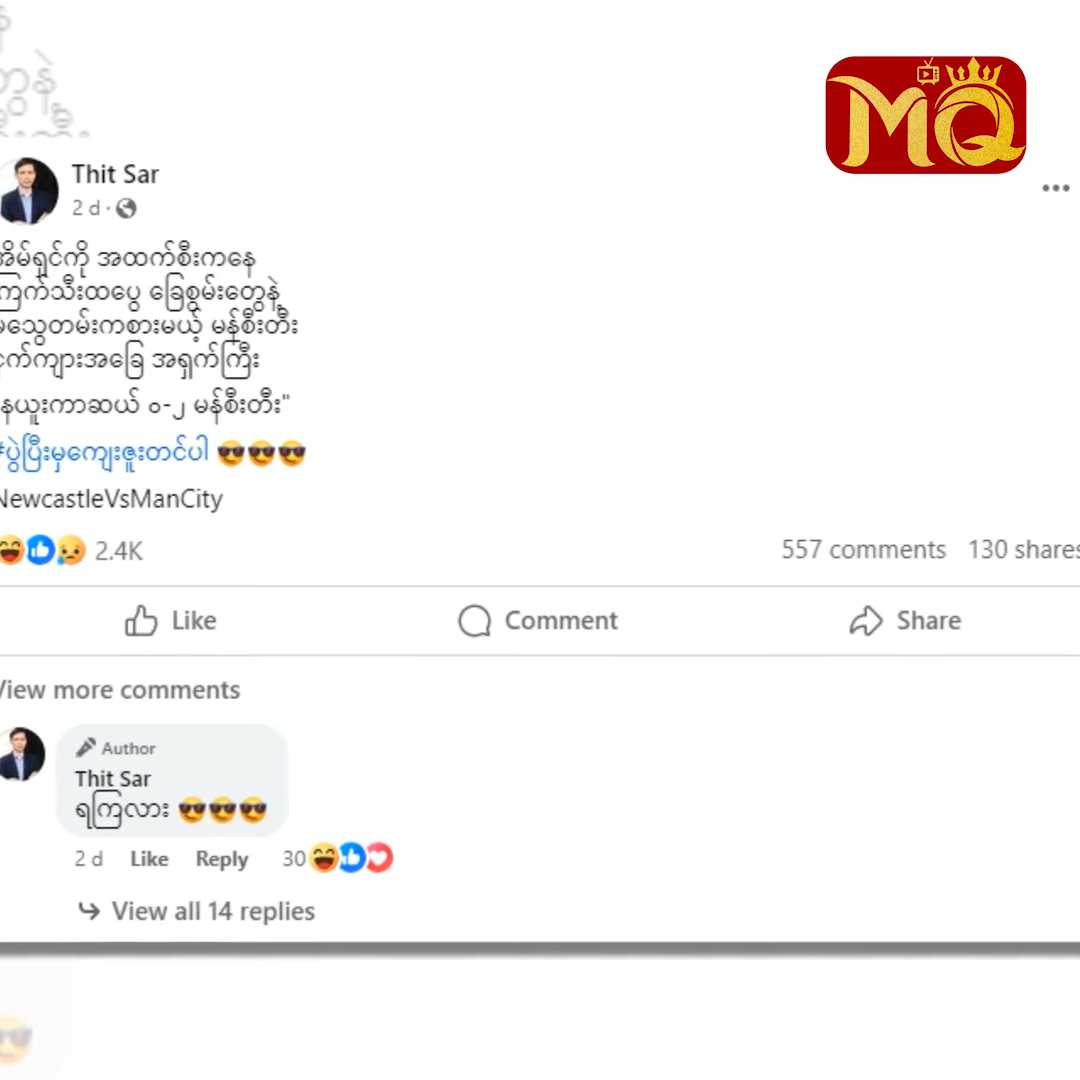 MQ
Thit Sar
2 d
အိမ်ရှင်ကို အထက်စီးကနေ
ကြက်သီးထပွေ ခြေစွမ်းတွေနဲ့
မသွေတမ်းကစားမယ့် မန်စီးတီး
ငှက်ကျားအခြေ အရှက်ကြီး
နယူးကာဆယ် ၀-၂ မန်စီးတီး"
#ပွဲပြီးမှကျေးဇူးတင်ပါ 😎😎😎
NewcastleVsManCity
2.4K
557 comments 130 shares
Like Comment Share
View more comments
Author
Thit Sar
ရကြလား 😎😎😎
2 d Like Reply 30
View all 14 replies